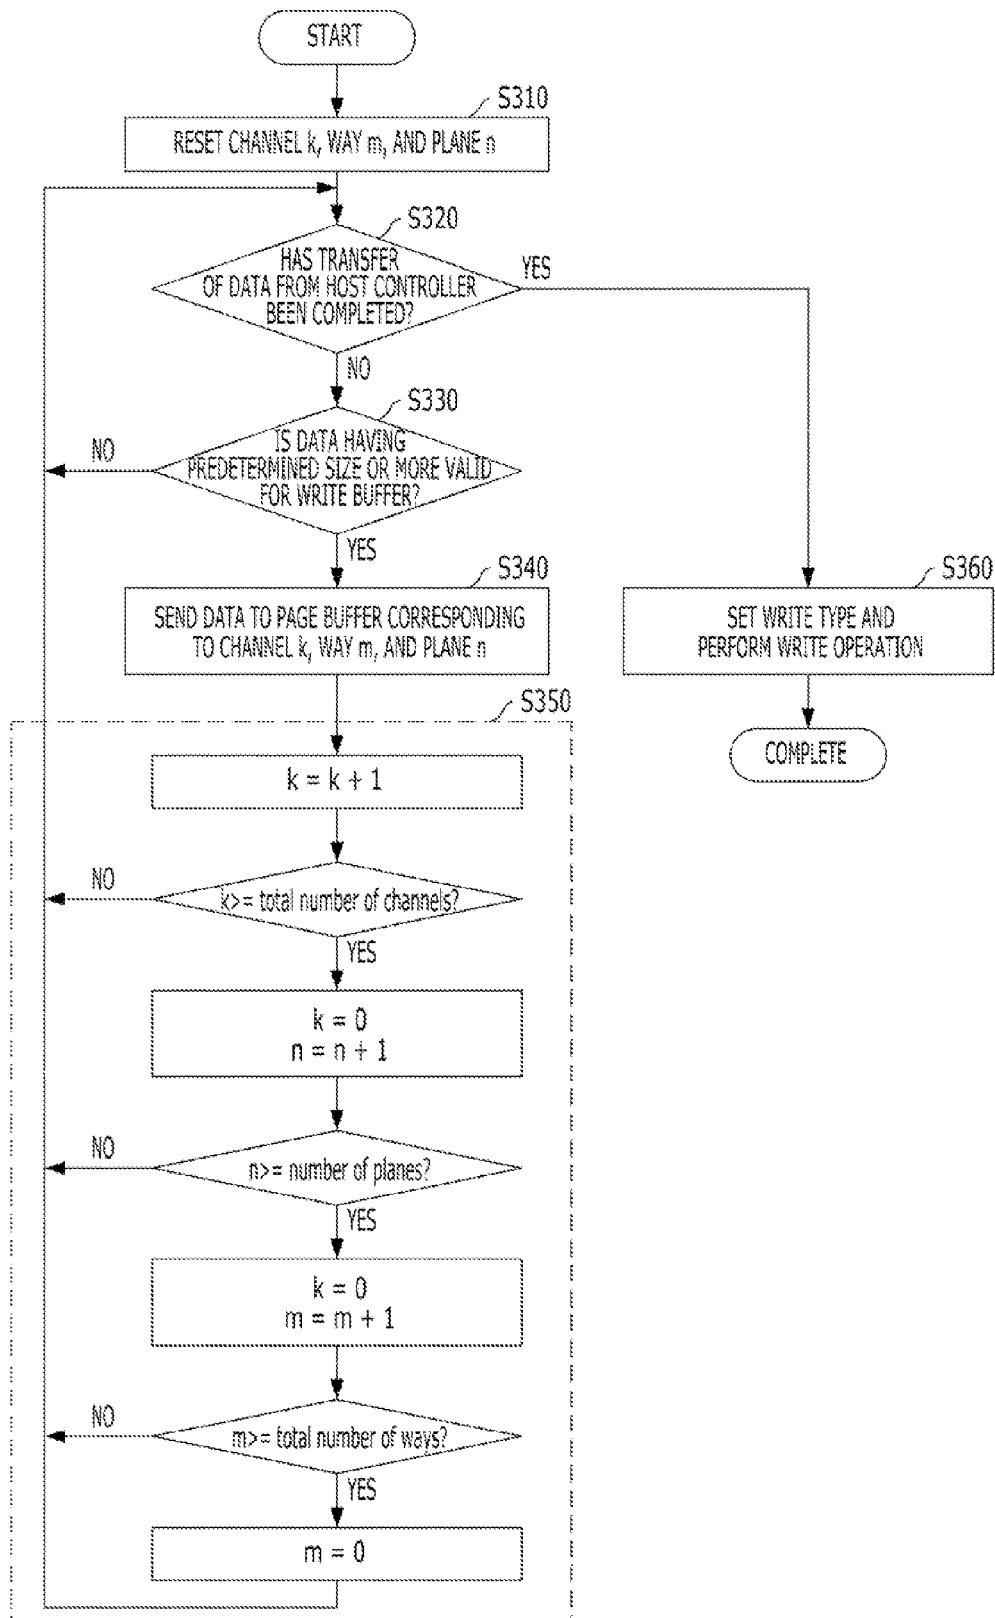 START
S310
RESET CHANNEL k, WAY m, AND PLANE n
S320
HAS TRANSFER
OF DATA FROM HOST CONTROLLER
BEEN COMPLETED?
YES
NO
S330
IS DATA HAVING
PREDETERMINED SIZE OR MORE VALID
FOR WRITE BUFFER?
NO
YES
S340
SEND DATA TO PAGE BUFFER CORRESPONDING
TO CHANNEL k, WAY m, AND PLANE n
S360
SET WRITE TYPE AND
PERFORM WRITE OPERATION
COMPLETE
S350
k = k + 1
k>= total number of channels?
NO
YES
k = 0
n = n + 1
n>= number of planes?
NO
YES
k = 0
m = m + 1
m>= total number of ways?
NO
YES
m = 0